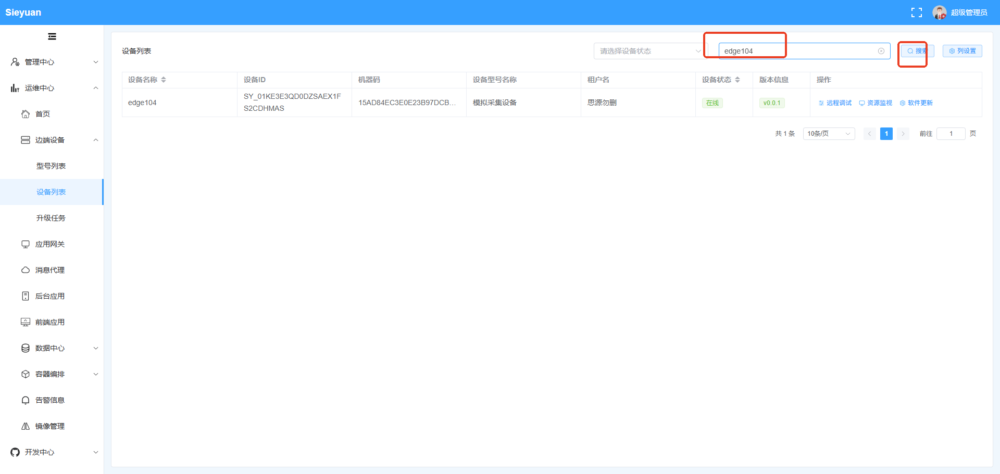 Sieyuan
超级管理员
管理中心
运维中心
首页
边端设备
型号列表
设备列表
升级任务
应用网关
消息代理
后台应用
前端应用
数据中心
容器编排
告警信息
镜像管理
开发中心
设备列表
请选择设备状态
edge104
搜索
列设置
设备名称 设备ID 机器码 设备型号名称 租户名 设备状态 版本信息 操作
edge104 SY_01KE3E3QD0DZSAEX1F 15AD84EC3E0E23B97DCB... 模拟采集设备 思源勿删 在线 v0.0.1 远程调试 资源监视 软件更新
S2CDHMAS
共 1 条 10条/页 1 前往 1 页